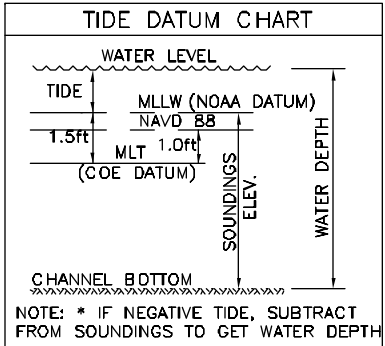 TIDE DATUM CHART
WATER LEVEL
TIDE
MLLW (NOAA DATUM)
NAVD 88
1.5ft
1.0ft
MLT
(COE DATUM)
SOUNDINGS
ELEV.
WATER DEPTH
CHANNEL BOTTOM
NOTE: * IF NEGATIVE TIDE, SUBTRACT
FROM SOUNDINGS TO GET WATER DEPTH